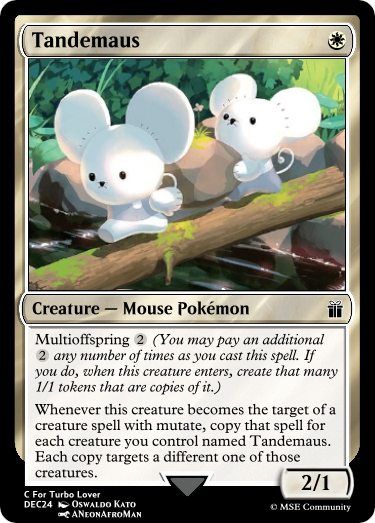 Tandemaus
Creature — Mouse Pokémon
Multioffspring 2 (You may pay an additional
2 any number of times as you cast this spell. If
you do, when this creature enters, create that many
1/1 tokens that are copies of it.)
Whenever this creature becomes the target of a
creature spell with mutate, copy that spell for
each creature you control named Tandemaus.
Each copy targets a different one of those
creatures.
2/1
C For Turbo Lover
DEC24 Oswaldo Kato
ANeonAfroMan
© MSE Community